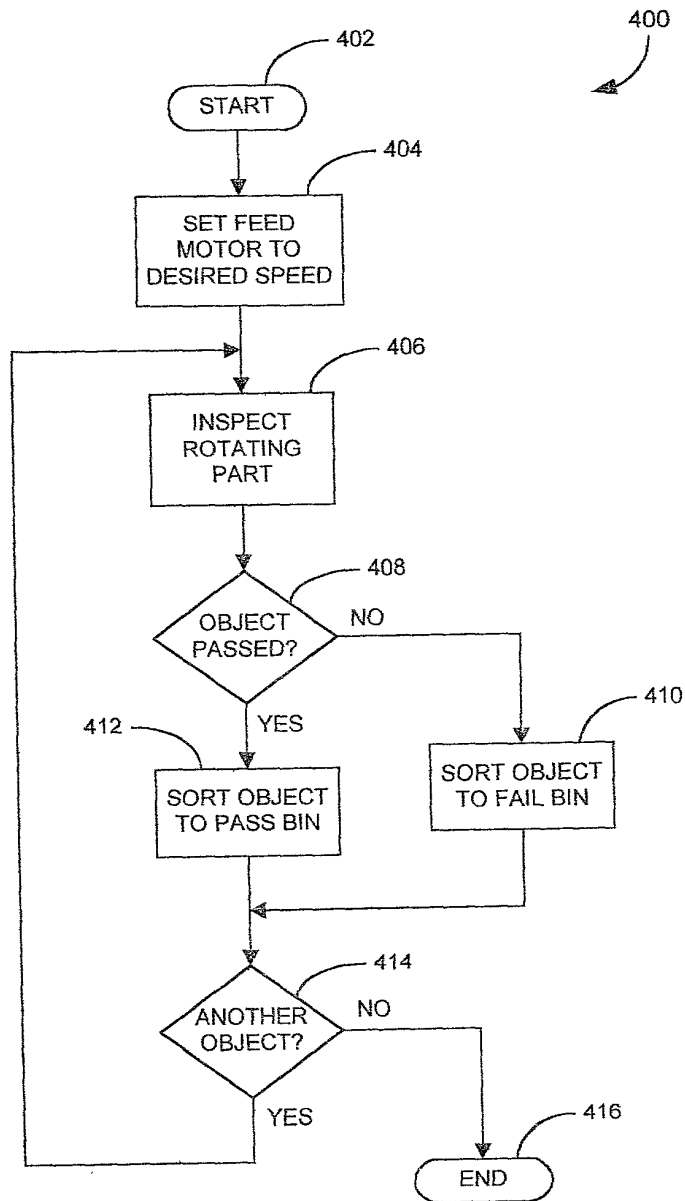 400
402
START
404
SET FEED
MOTOR TO
DESIRED SPEED
406
INSPECT
ROTATING
PART
408
OBJECT
PASSED?
NO
YES
410
SORT OBJECT
TO FAIL BIN
412
SORT OBJECT
TO PASS BIN
414
ANOTHER
OBJECT?
NO
YES
416
END